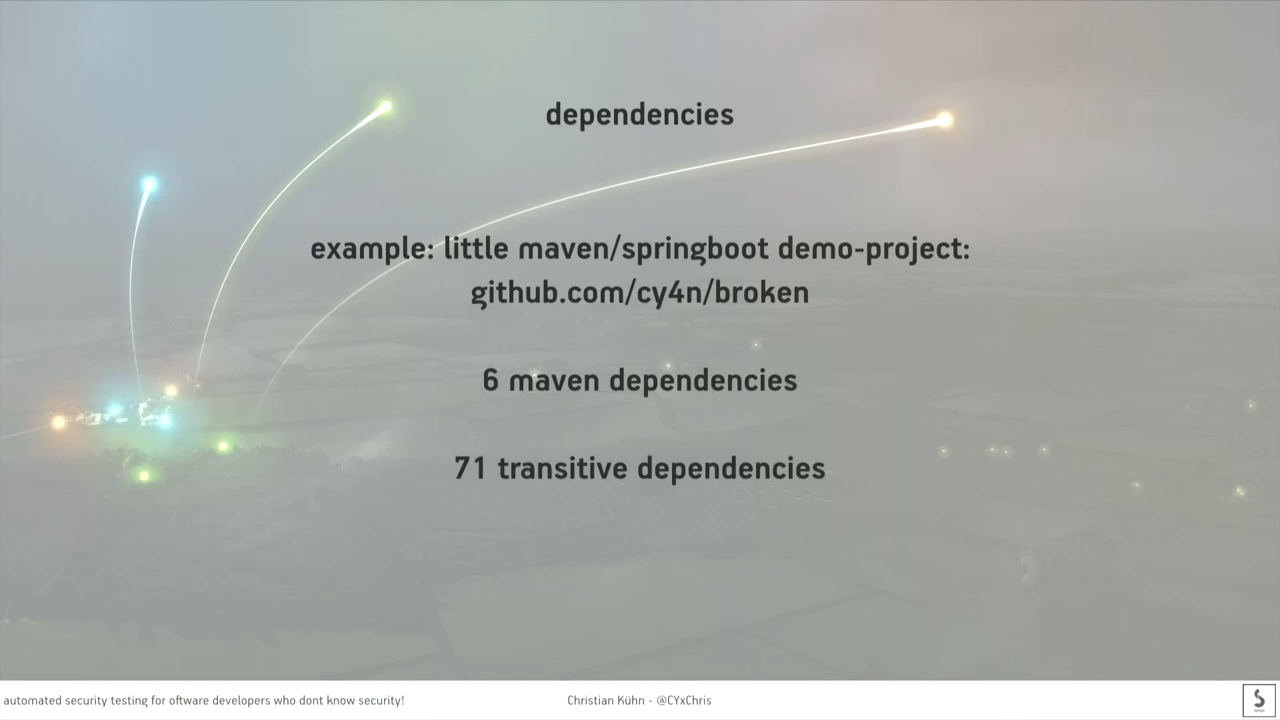 dependencies
example: little maven/springboot demo-project:
github.com/cy4n/broken
6 maven dependencies
71 transitive dependencies
automated security testing for oftware developers who dont know security!
Christian Kühn - @CYxChris